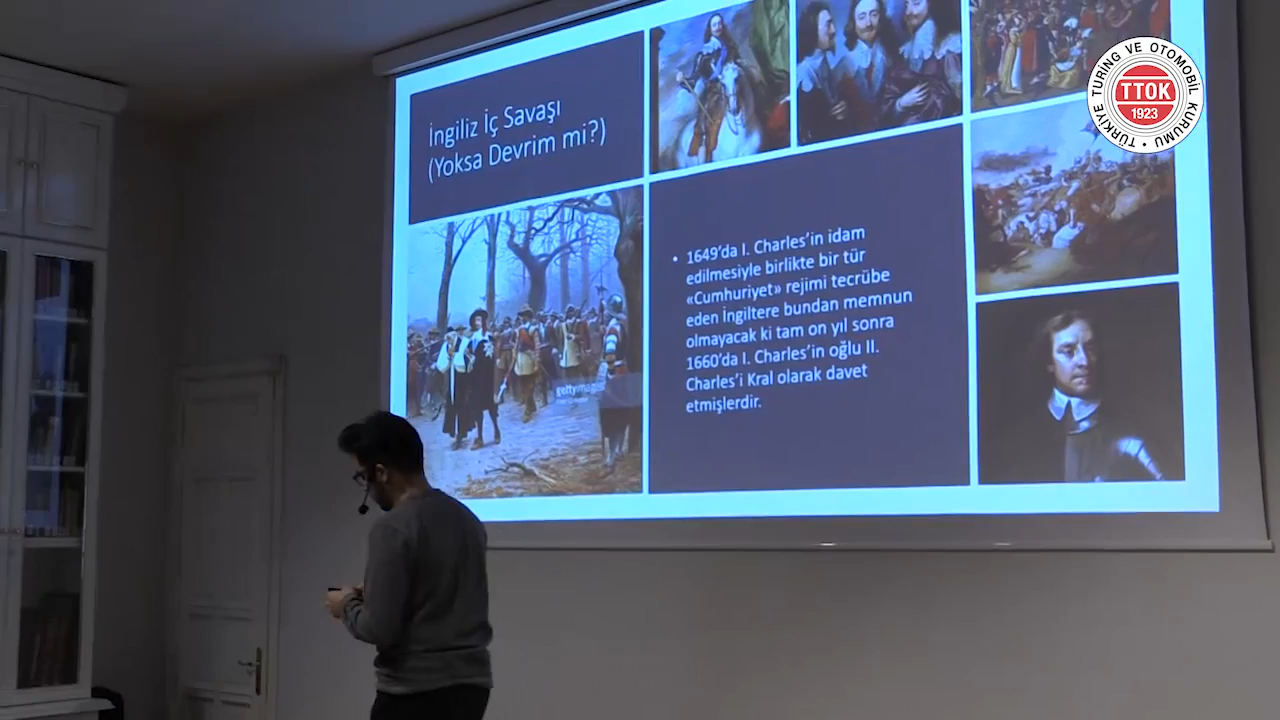 İngiliz İç Savaşı
(Yoksa Devrim mi?)
• 1649'da I. Charles'in idam
edilmesiyle birlikte bir tür
«Cumhuriyet» rejimi tecrübe
eden İngiltere bundan memnun
olmayacak ki tam on yıl sonra
1660'da I. Charles'in oğlu II.
Charles'i Kral olarak davet
etmişlerdir.
TÜRKİYE TURING VE OTOMOBİL KURUMU •
TTOK
1923